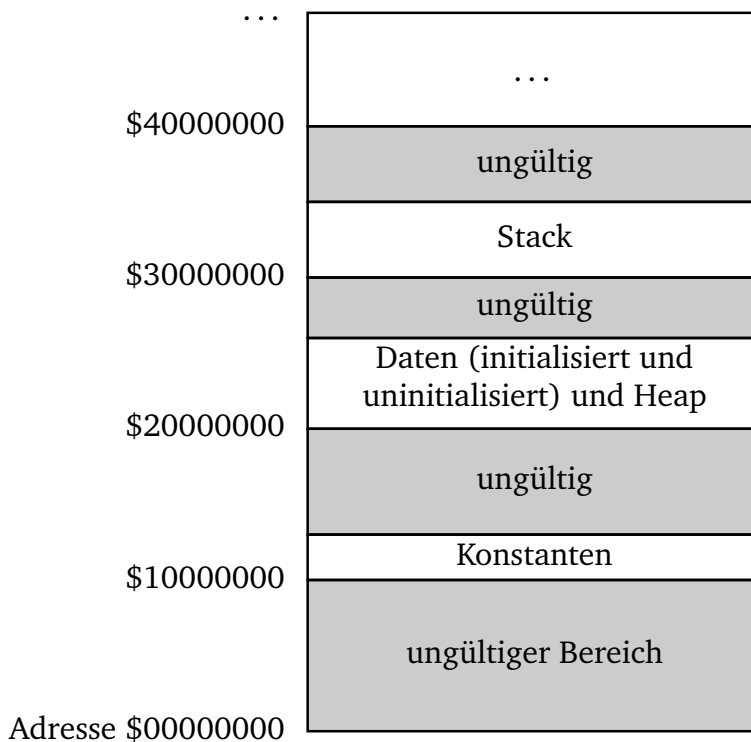 ...
...
$40000000
ungültig
Stack
$30000000
ungültig
Daten (initialisiert und
uninitialisiert) und Heap
$20000000
ungültig
Konstanten
$10000000
ungültiger Bereich
Adresse $00000000